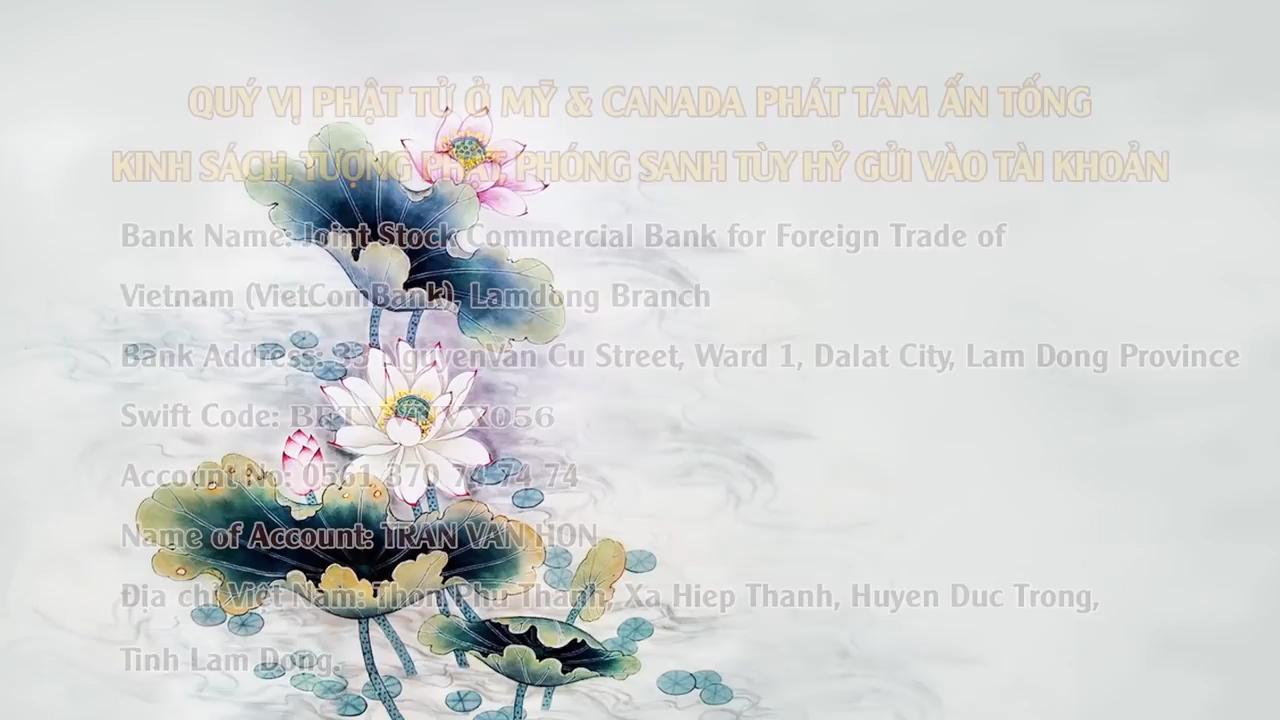 QUÝ VỊ PHẬT TỬ Ở MỸ & CANADA PHÁT TÂM ẤN TỐNG
KINH SÁCH, TƯỢNG PHẬT, PHÓNG SANH TÙY HỶ GỬI VÀO TÀI KHOẢN
Bank Name: Joint Stock Commercial Bank for Foreign Trade of
Vietnam (VietComBank) Lamdong Branch
Bank Address: NguyenVan Cu Street, Ward 1, Dalat City, Lam Dong Province
Swift Code:
Account No: 0561 370 74 74 74
Name of Account: TRAN VAN HON
Địa chỉ Việt Nam: Thon Phu Thanh, Xa Hiep Thanh, Huyen Duc Trong,
Tinh Lam Dong.